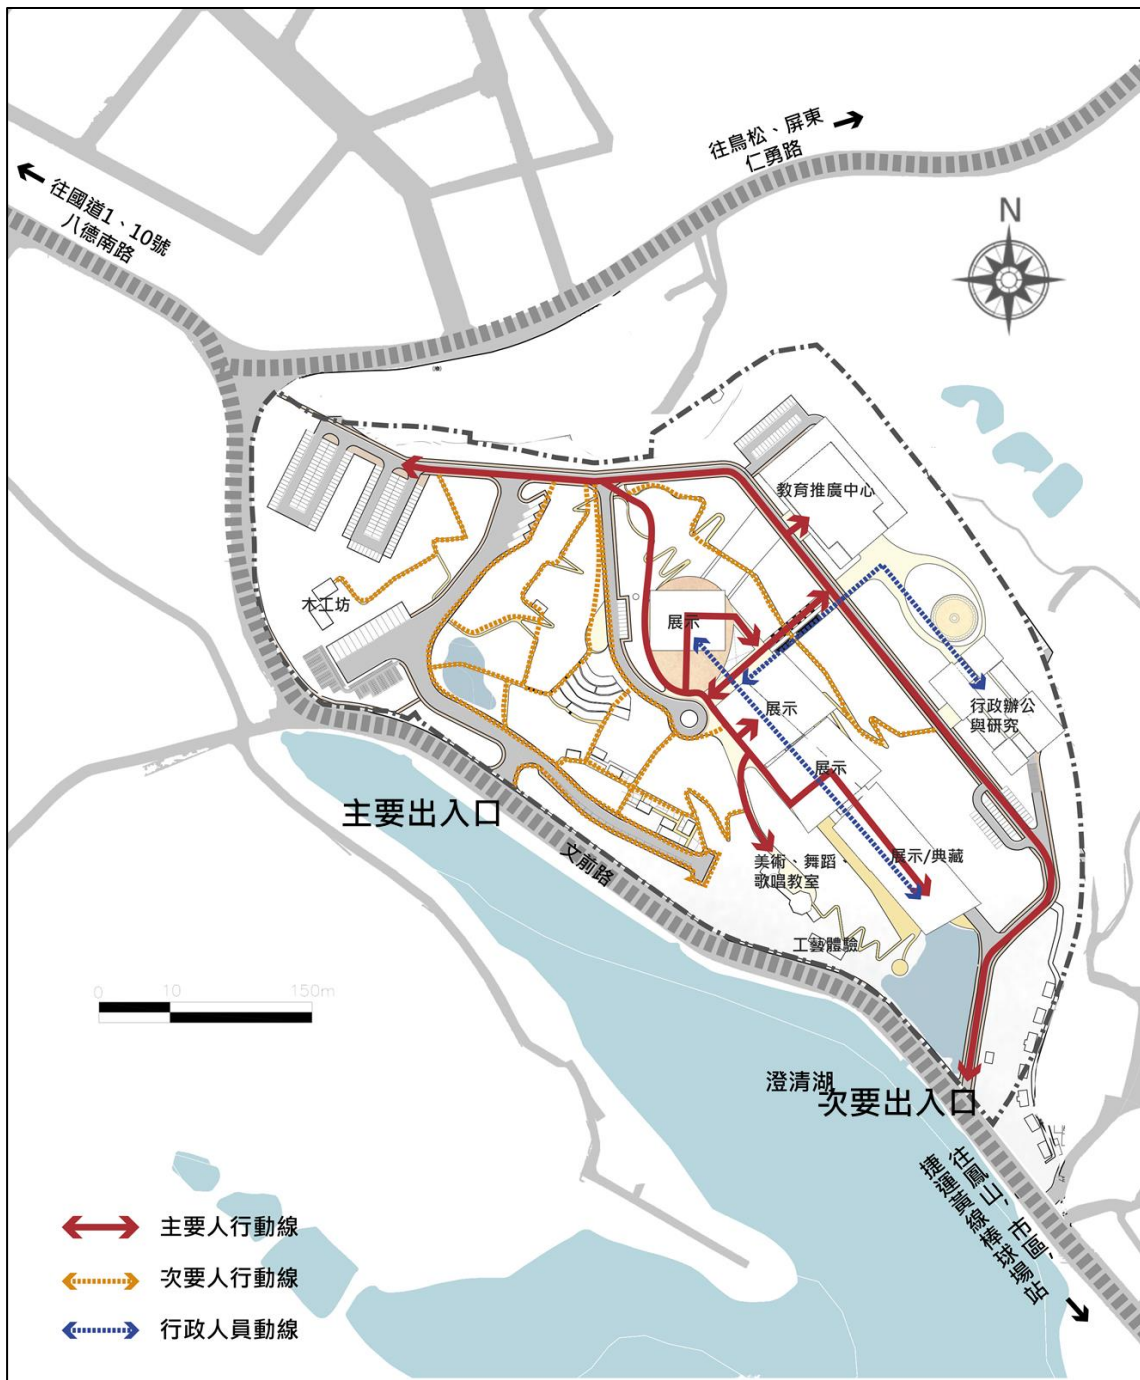 往鳥松、屏東
仁勇路
往國道1、10號
八德南路
N
教育推廣中心
木工坊
展示
展示
行政辦公
與研究
展示
展示/典藏
主要出入口
文前路
美術、舞蹈、
歌唱教室
工藝體驗
0 10 150m
澄清湖
次要出入口
往鳳山,市區,
捷運黃線棒球場站
主要人行動線
次要人行動線
行政人員動線